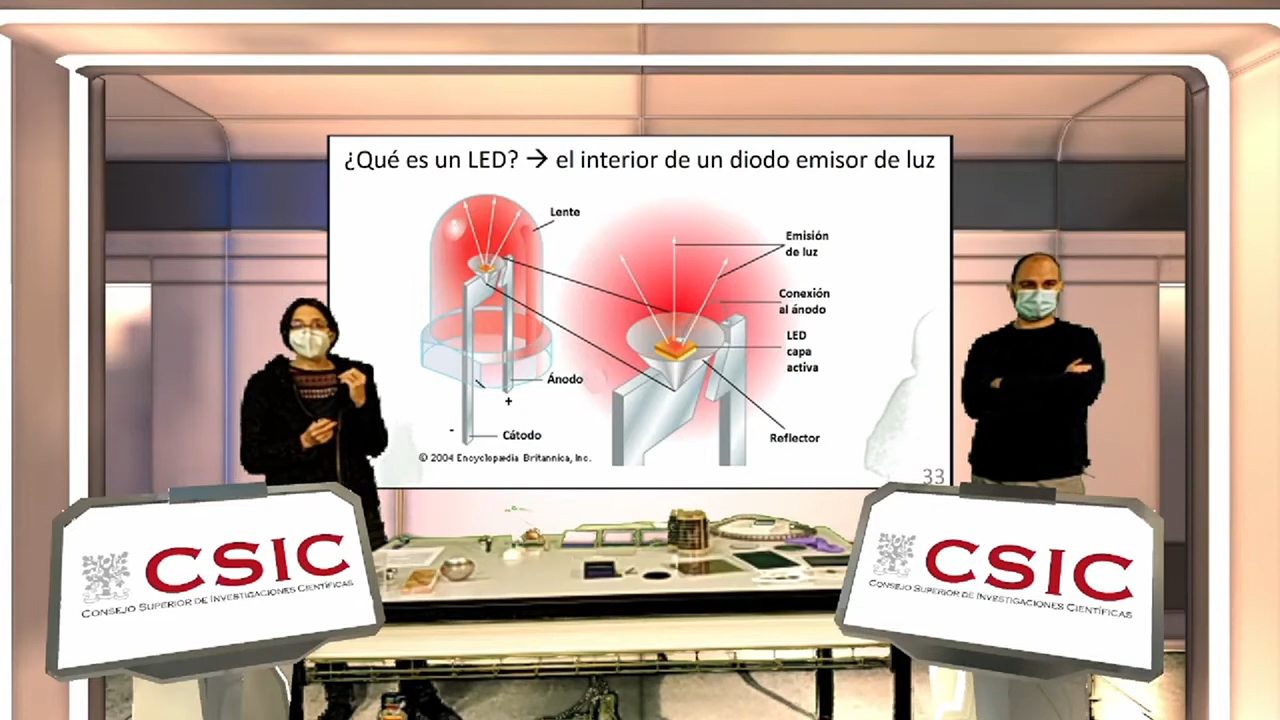 ¿Qué es un LED? → el interior de un diodo emisor de luz
Lente
Emisión
de luz
Conexión
al ánodo
LED
capa
activa
Ánodo
+
-
Cátodo
Reflector
© 2004 Encyclopædia Britannica, Inc.
33
CSIC
CONSEJO SUPERIOR DE INVESTIGACIONES CIENTÍFICAS
CSIC
CONSEJO SUPERIOR DE INVESTIGACIONES CIENTÍFICAS